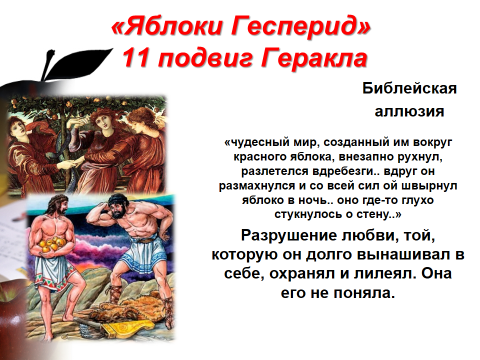 «Яблоки Гесперид»
11 подвиг Геракла
Библейская
аллюзия
«чудесный мир, созданный им вокруг
красного яблока, внезапно рухнул,
разлетелся вдребезги.. вдруг он
размахнулся и со всей сил ой швырнул
яблоко в ночь.. оно где-то глухо
стукнулось о стену..»
Разрушение любви, той,
которую он долго вынашивал в
себе, охранял и лилеял. Она
его не поняла.